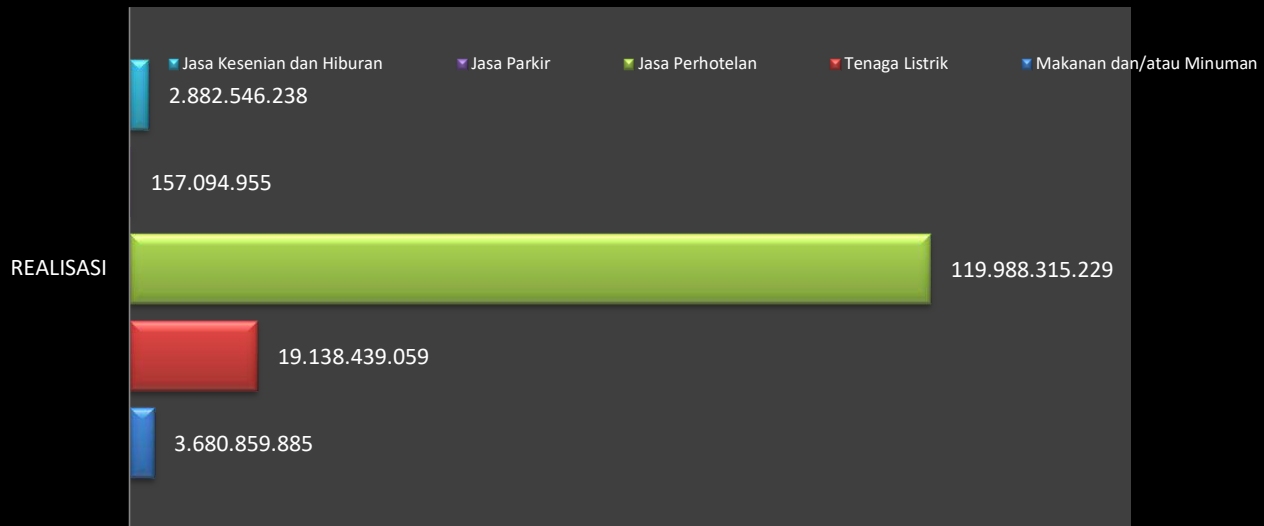 Jasa Kesenian dan Hiburan Jasa Parkir Jasa Perhotelan Tenaga Listrik Makanan dan/atau Minuman
2.882.546.238
157.094.955
REALISASI 119.988.315.229
19.138.439.059
3.680.859.885